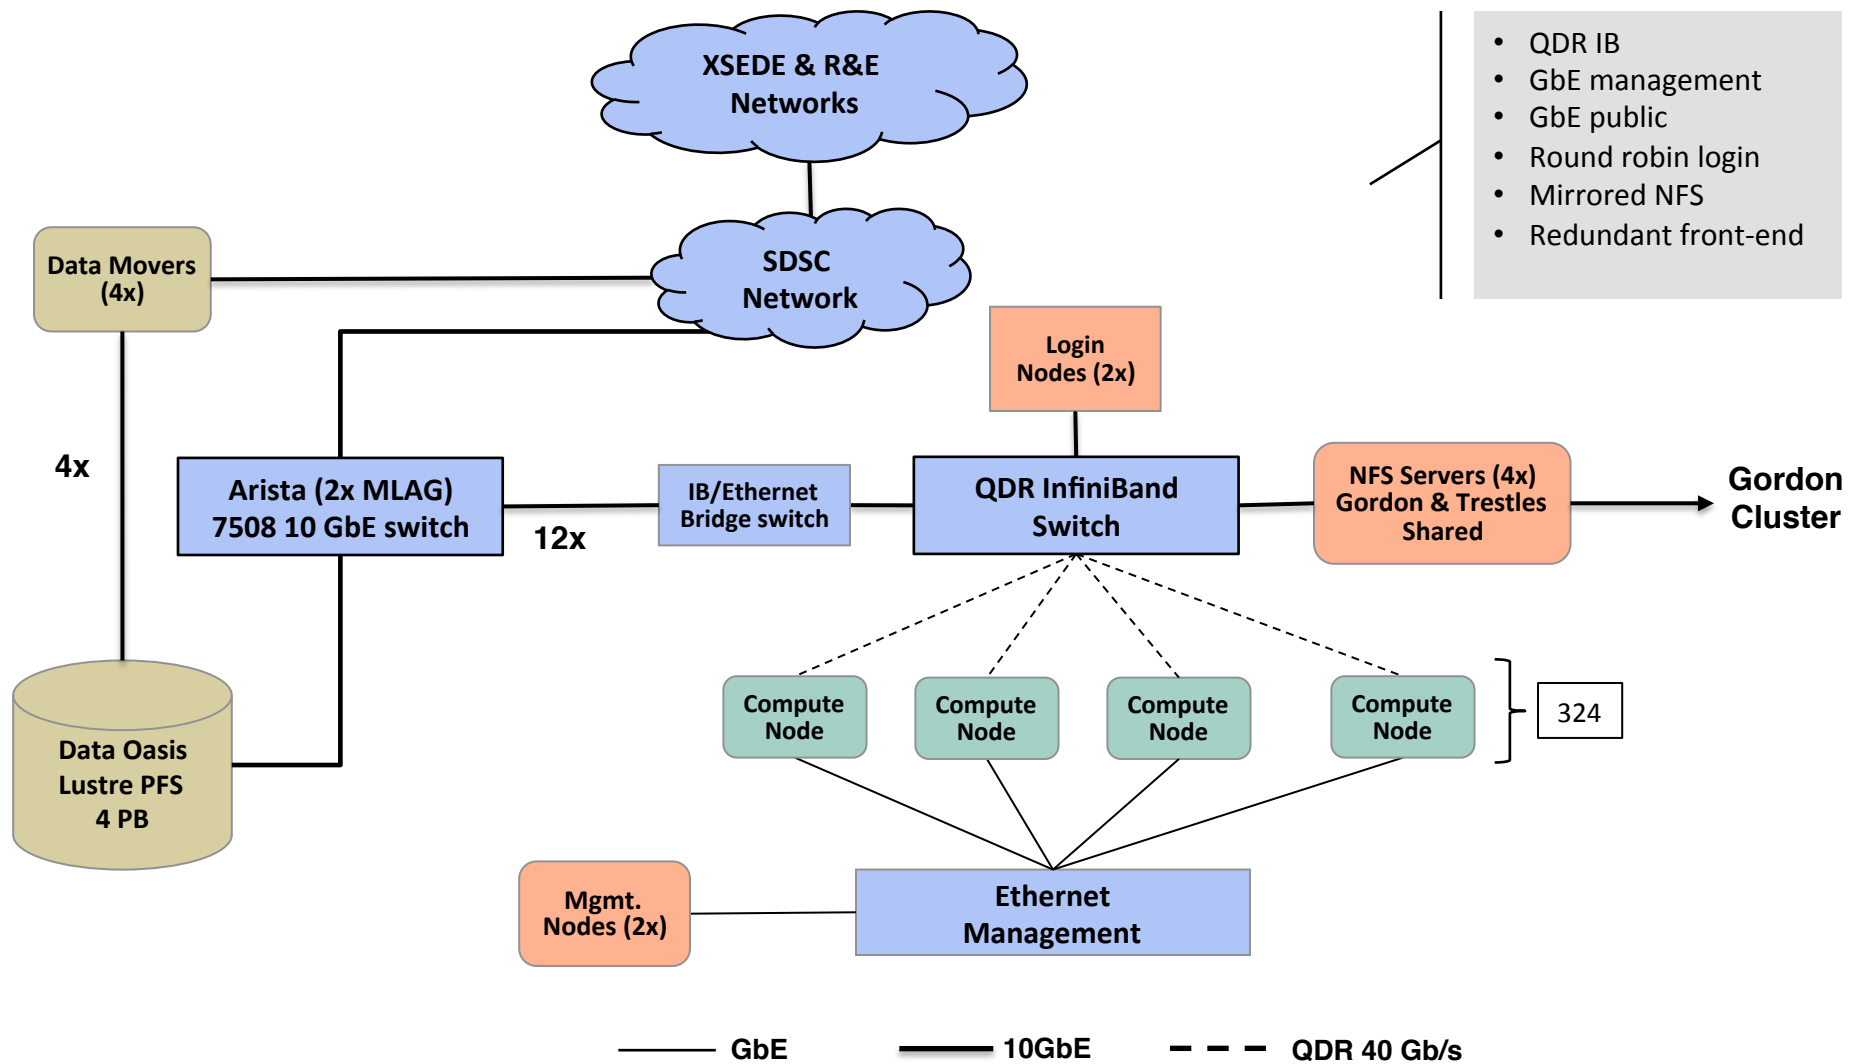 XSEDE & R&E
Networks
• QDR IB
• GbE management
• GbE public
• Round robin login
• Mirrored NFS
• Redundant front-end
Data Movers
(4x)
SDSC
Network
Login
Nodes (2x)
4x
Arista (2x MLAG)
7508 10 GbE switch
12x
IB/Ethernet
Bridge switch
QDR InfiniBand
Switch
NFS Servers (4x)
Gordon & Trestles
Shared
Gordon
Cluster
Compute
Node
Compute
Node
Compute
Node
Compute
Node
324
Data Oasis
Lustre PFS
4 PB
Mgmt.
Nodes (2x)
Ethernet
Management
GbE
10GbE
QDR 40 Gb/s